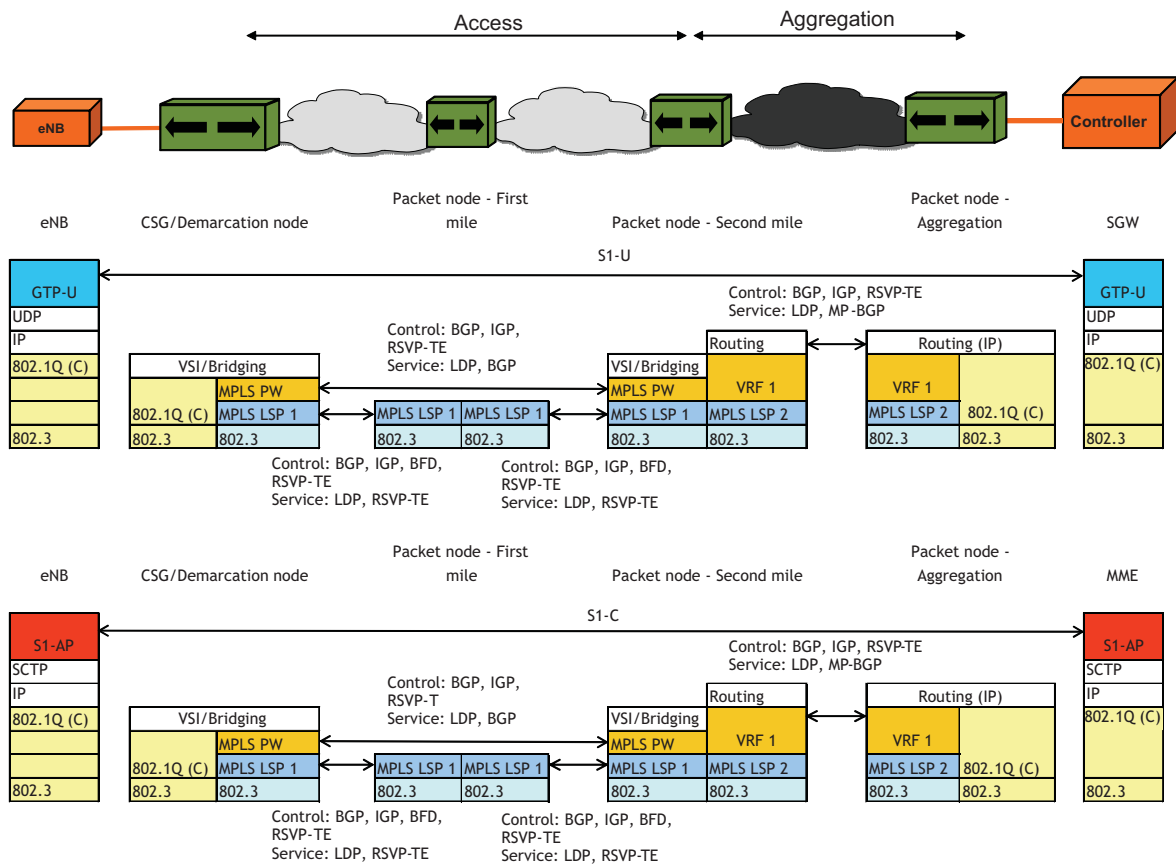 Access
Aggregation
eNB
Controller
Packet node - First
mile
Packet node -
Aggregation
eNB
CSG/Demarcation node
Packet node - Second mile
SGW
S1-U
GTP-U
UDP
IP
802.1Q (C)
802.3
Control: BGP, IGP,
RSVP-TE
Service: LDP, BGP
Control: BGP, IGP, RSVP-TE
Service: LDP, MP-BGP
VSI/Bridging
MPLS PW
802.1Q (C)
MPLS LSP 1
802.3
802.3
MPLS LSP 1
MPLS LSP 1
802.3
802.3
Routing
VSI/Bridging
MPLS PW
VRF 1
MPLS LSP 1
MPLS LSP 2
802.3
802.3
Routing (IP)
VRF 1
MPLS LSP 2
802.1Q (C)
802.3
802.3
GTP-U
UDP
IP
802.1Q (C)
802.3
Control: BGP, IGP, BFD,
RSVP-TE
Service: LDP, RSVP-TE
Control: BGP, IGP, BFD,
RSVP-TE
Service: LDP, RSVP-TE
Packet node - First
mile
Packet node -
Aggregation
eNB
CSG/Demarcation node
Packet node - Second mile
MME
S1-C
S1-AP
SCTP
IP
802.1Q (C)
802.3
Control: BGP, IGP,
RSVP-T
Service: LDP, BGP
Control: BGP, IGP, RSVP-TE
Service: LDP, MP-BGP
VSI/Bridging
MPLS PW
802.1Q (C)
MPLS LSP 1
802.3
802.3
MPLS LSP 1
MPLS LSP 1
802.3
802.3
Routing
VSI/Bridging
MPLS PW
VRF 1
MPLS LSP 1
MPLS LSP 2
802.3
802.3
Routing (IP)
VRF 1
MPLS LSP 2
802.1Q (C)
802.3
802.3
S1-AP
SCTP
IP
802.1Q (C)
802.3
Control: BGP, IGP, BFD,
RSVP-TE
Service: LDP, RSVP-TE
Control: BGP, IGP, BFD,
RSVP-TE
Service: LDP, RSVP-TE